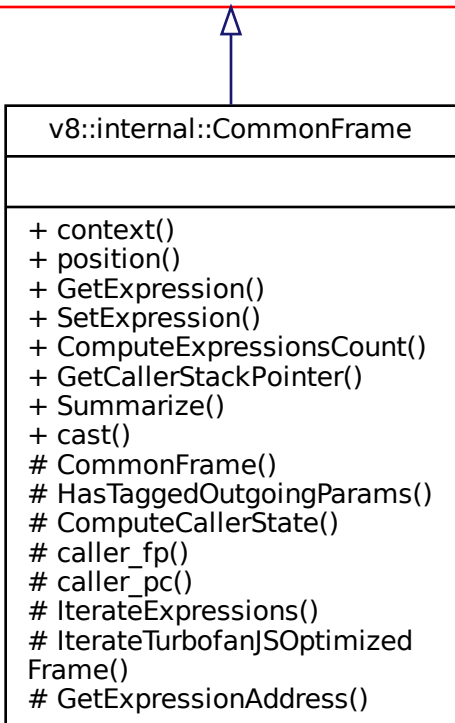 v8::internal::CommonFrame
+ context()
+ position()
+ GetExpression()
+ SetExpression()
+ ComputeExpressionsCount()
+ GetCallerStackPointer()
+ Summarize()
+ cast()
# CommonFrame()
# HasTaggedOutgoingParams()
# ComputeCallerState()
# caller_fp()
# caller_pc()
# IterateExpressions()
# IterateTurbofanJSOptimized
Frame()
# GetExpressionAddress()